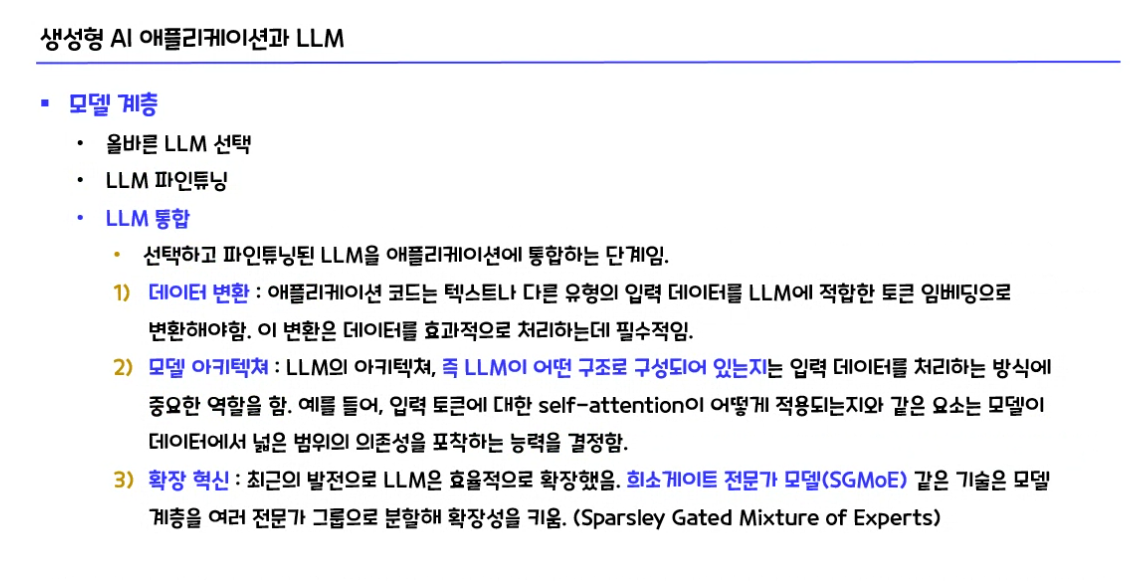 생성형 AI 애플리케이션과 LLM
▪ 모델 계층
• 올바른 LLM 선택
• LLM 파인튜닝
• LLM 통합
• 선택하고 파인튜닝된 LLM을 애플리케이션에 통합하는 단계임.
1) 데이터 변환 : 애플리케이션 코드는 텍스트나 다른 유형의 입력 데이터를 LLM에 적합한 토큰 임베딩으로
변환해야함. 이 변환은 데이터를 효과적으로 처리하는데 필수적임.
2) 모델 아키텍쳐 : LLM의 아키텍쳐, 즉 LLM이 어떤 구조로 구성되어 있는지는 입력 데이터를 처리하는 방식에
중요한 역할을 함. 예를 들어, 입력 토큰에 대한 self-attention이 어떻게 적용되는지와 같은 요소는 모델이
데이터에서 넓은 범위의 의존성을 포착하는 능력을 결정함.
3) 확장 혁신 : 최근의 발전으로 LLM은 효율적으로 확장했음. 희소게이트 전문가 모델(SGMoE) 같은 기술은 모델
계층을 여러 전문가 그룹으로 분할해 확장성을 키움. (Sparsley Gated Mixture of Experts)